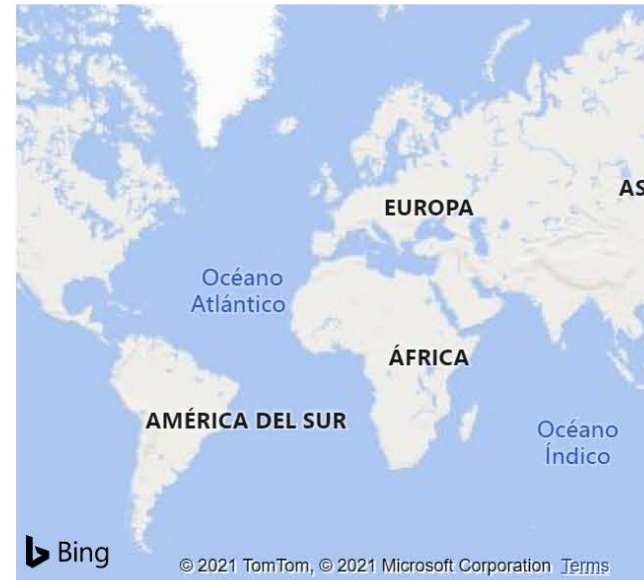 AS
EUROPA
Océano
Atlántico
ÁFRICA
AMÉRICA DEL SUR
Océano
Índico
Bing
© 2021 TomTom, © 2021 Microsoft Corporation Terms